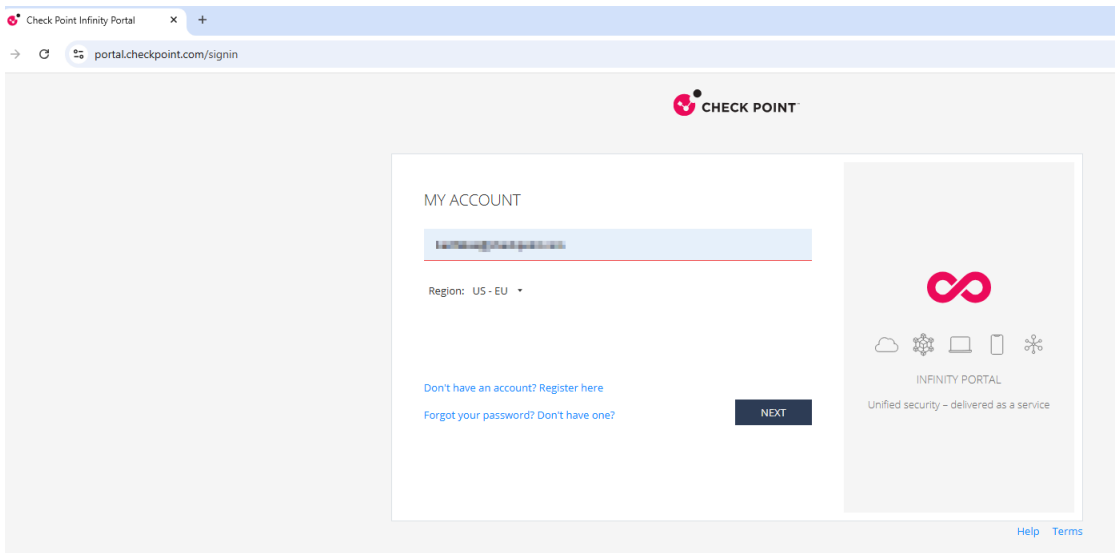 Check Point Infinity Portal
portal.checkpoint.com/signin
CHECK POINT™
MY ACCOUNT
Region: US - EU
Don't have an account? Register here
Forgot your password? Don't have one?
NEXT
INFINITY PORTAL
Unified security – delivered as a service
Help Terms